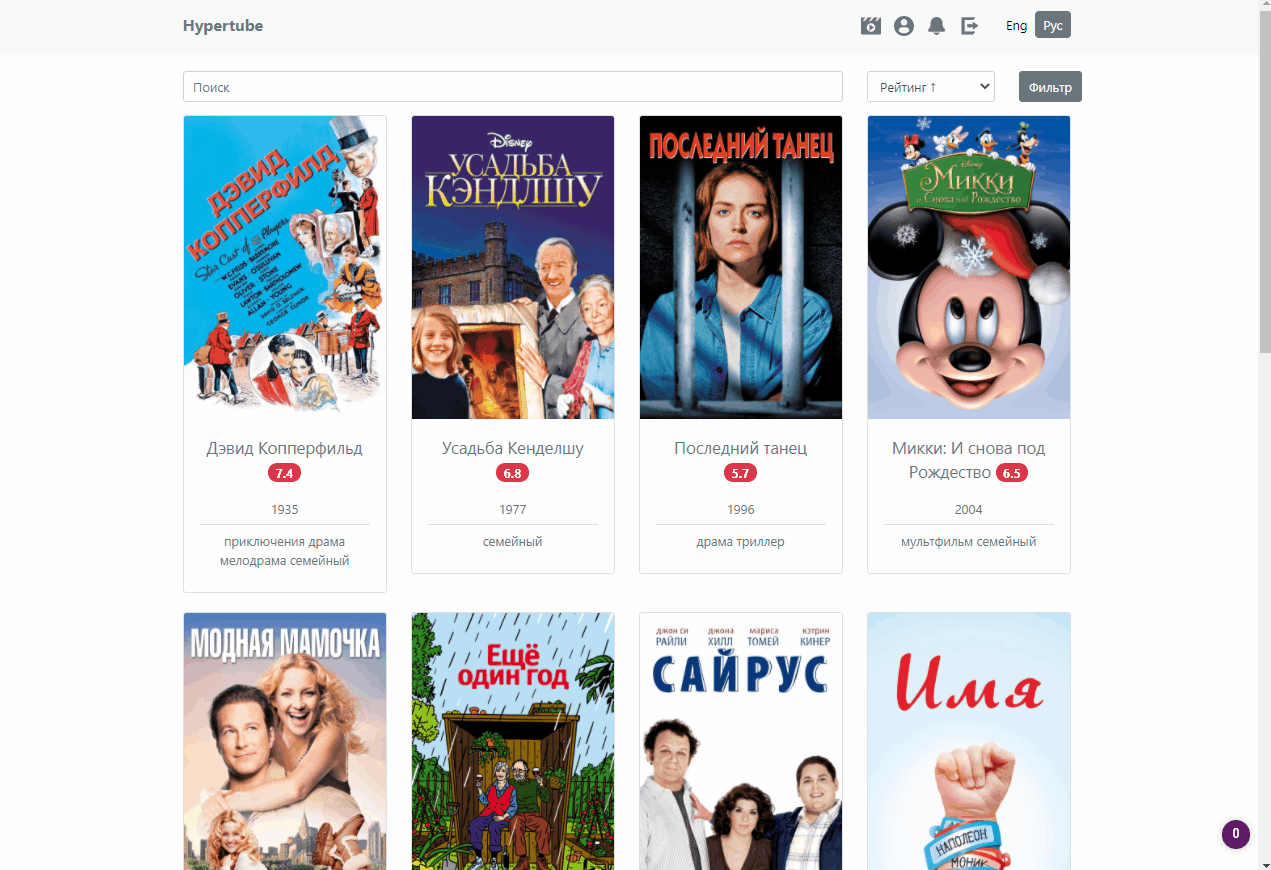 Hypertube
Eng
Рус
Поиск
Рейтинг ↑
Фильтр
ДЭВИД
КОППЕРФИЛД
Star Cast of 65 Players
W.C. FIELDS BARRYMORE
EVANS O'SULLIVAN
OLIVER STONE
LAWTON BARTHOLOMEW
ALLAN YOUNG
DAVID O. SELZNICK
GEORGE CUKOR
Disney
УСАДЬБА
КЭНДЛШУ
ПОСЛЕДНИЙ ТАНЕЦ
Disney
Микки
и Снова под Рождество
Дэвид Копперфильд
7.4
1935
приключения драма
мелодрама семейный
Усадьба Кенделшу
6.8
1977
семейный
Последний танец
5.7
1996
драма триллер
Микки: И снова под
Рождество 6.5
2004
мультфильм семейный
МОДНАЯ МАМОЧКА
Ещё
один год
ДЖОН СИ РАЙЛИ
ДЖОНА ХИЛЛ
МАРИСА ТОМЕЙ
КЭТРИН КИНЕР
САЙРУС
Имя
НАПОЛЕОН
МОНИК
0